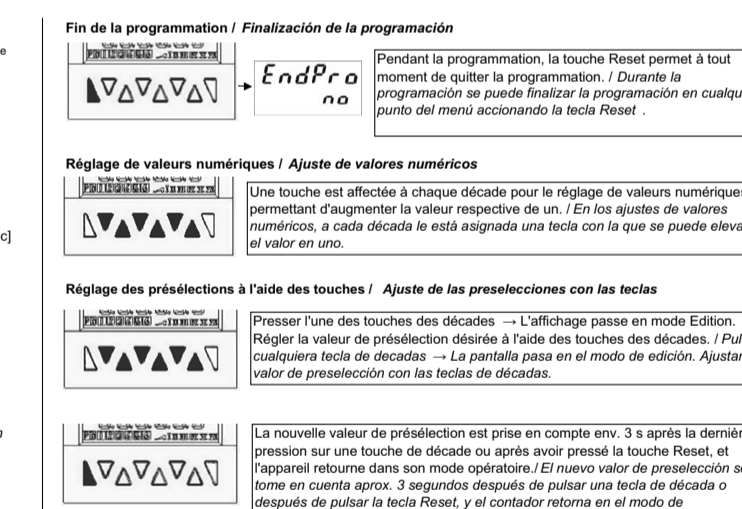 Fin de la programmation / Finalización de la programación
e
EndPro
no
Pendant la programmation, la touche Reset permet à tout
moment de quitter la programmation. / Durante la
programación se puede finalizar la programación en cualqu
punto del menú accionando la tecla Reset .
Réglage de valeurs numériques / Ajuste de valores numéricos
Une touche est affectée à chaque décade pour le réglage de valeurs numérique
permettant d'augmenter la valeur respective de un. / En los ajustes de valores
numéricos, a cada década le está asignada una tecla con la que se puede eleva
el valor en uno.
c]
Réglage des présélections à l'aide des touches / Ajuste de las preselecciones con las teclas
Presser l'une des touches des décades → L'affichage passe en mode Edition.
Régler la valeur de présélection désirée à l'aide des touches des décades. / Pul
cualquiera tecla de decadas → La pantalla pasa en el modo de edición. Ajustar
valor de preselección con las teclas de décadas.
La nouvelle valeur de présélection est prise en compte env. 3 s après la dernièr
pression sur une touche de décade ou après avoir pressé la touche Reset, et
l'appareil retourne dans son mode opératoire./ El nuevo valor de preselección se
tome en cuenta aprox. 3 segundos después de pulsar una tecla de década o
después de pulsar la tecla Reset, y el contador retorna en el modo de